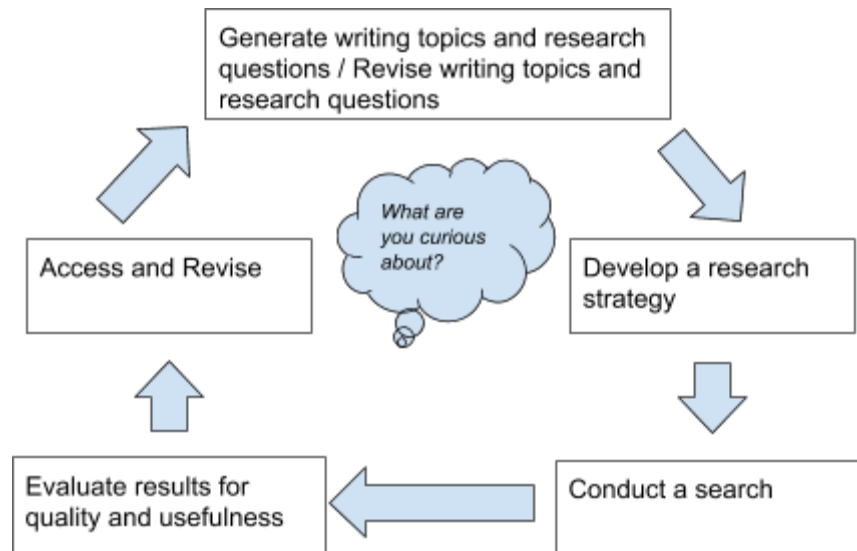 Generate writing topics and research
questions / Revise writing topics and
research questions
What are
you curious
about?
Access and Revise
Develop a research
strategy
Evaluate results for
quality and usefulness
Conduct a search